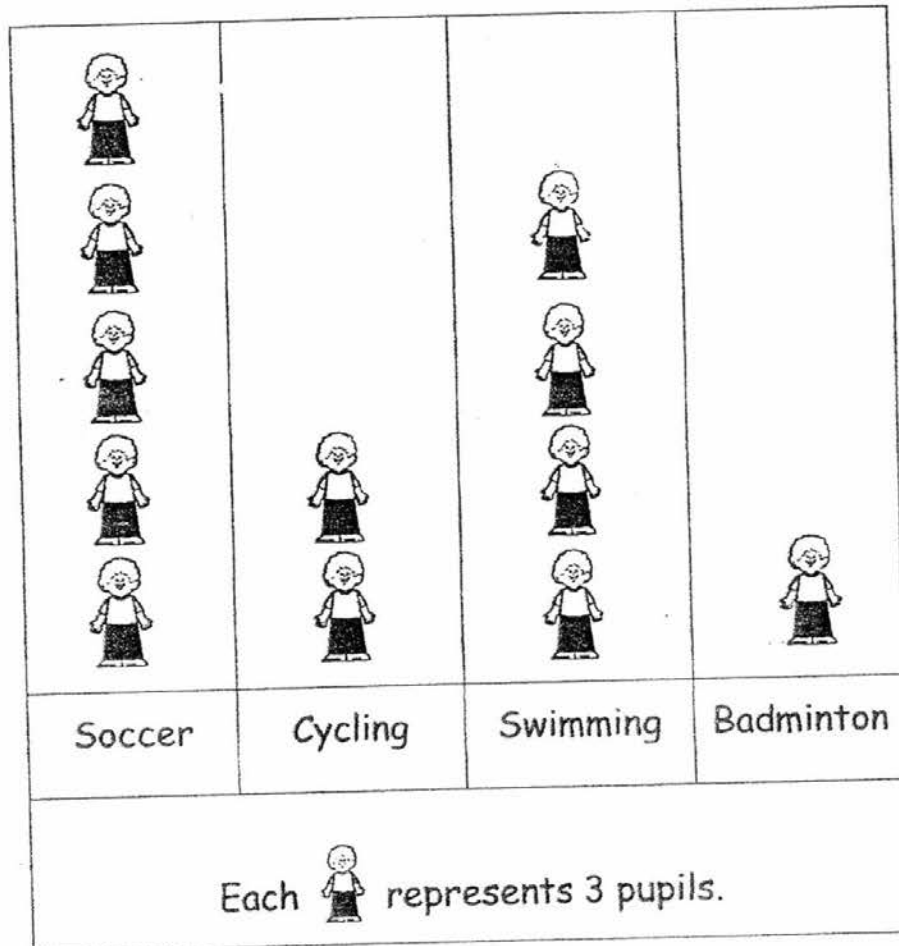 Soccer Cycling Swimming Badminton
Each represents 3 pupils.